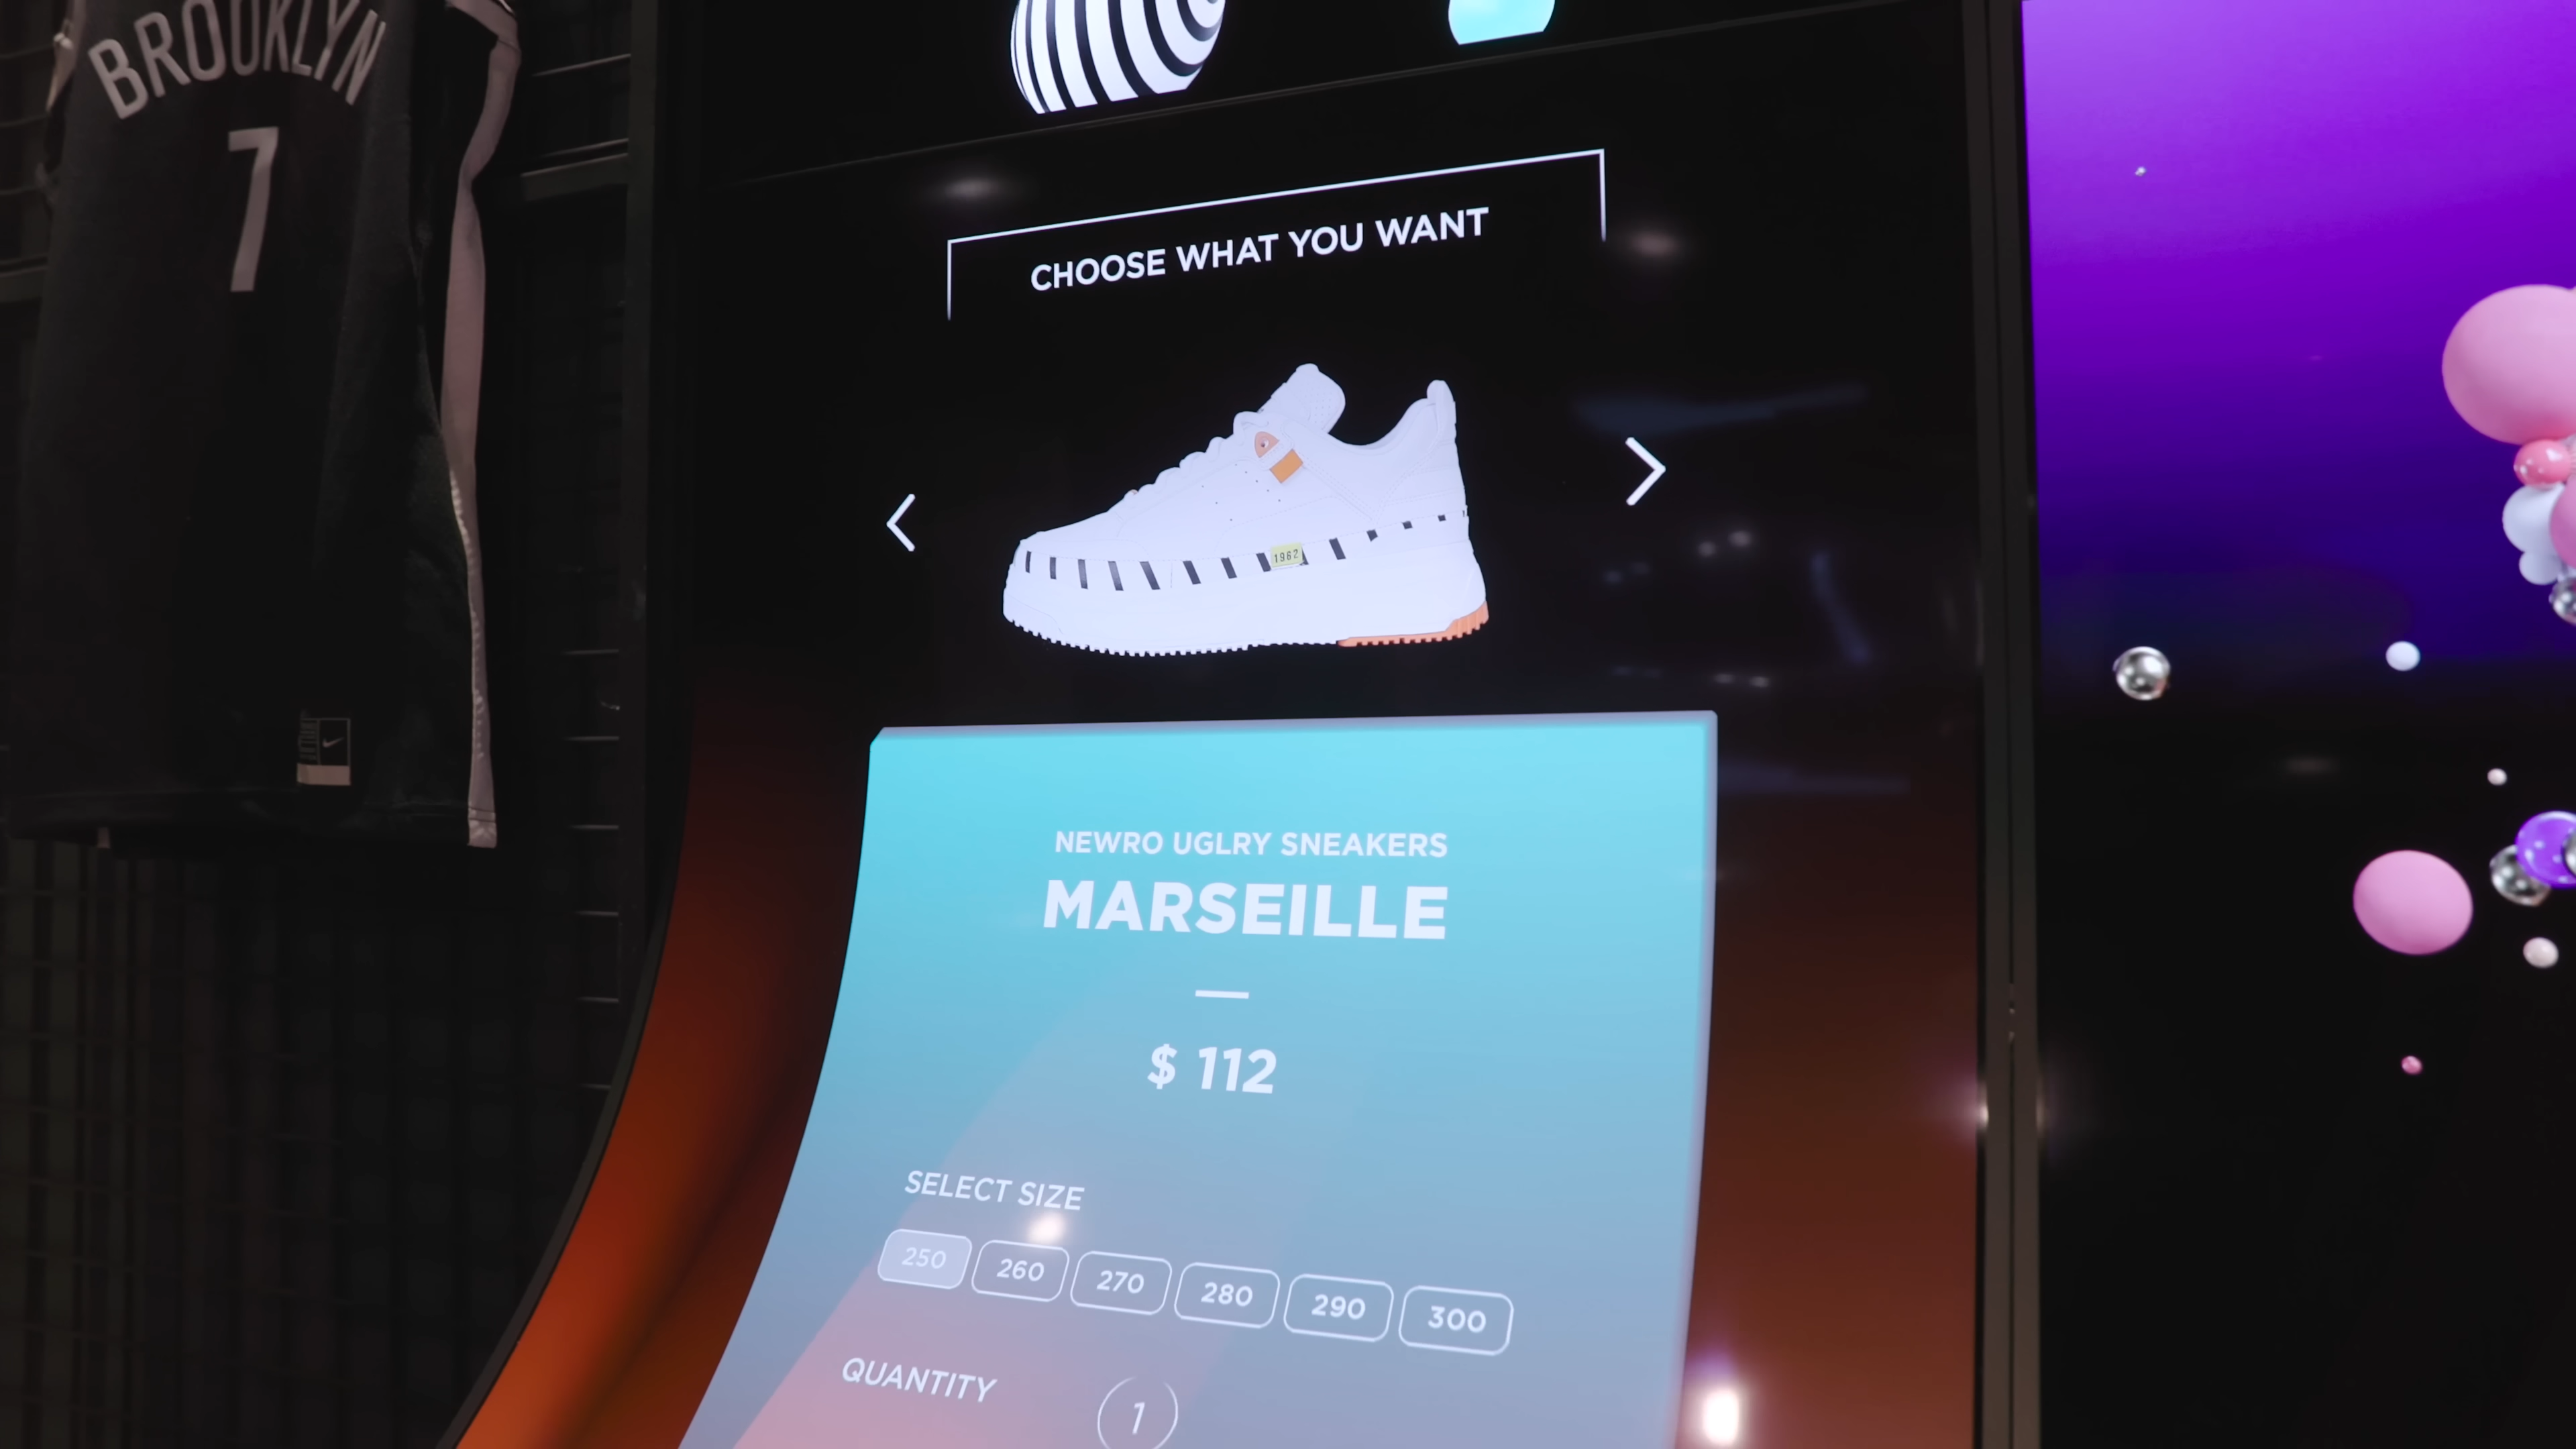 BROOKLYN
7
CHOOSE WHAT YOU WANT
1962
NEWRO UGLRY SNEAKERS
MARSEILLE
$ 112
SELECT SIZE
250 260 270 280 290 300
QUANTITY 1